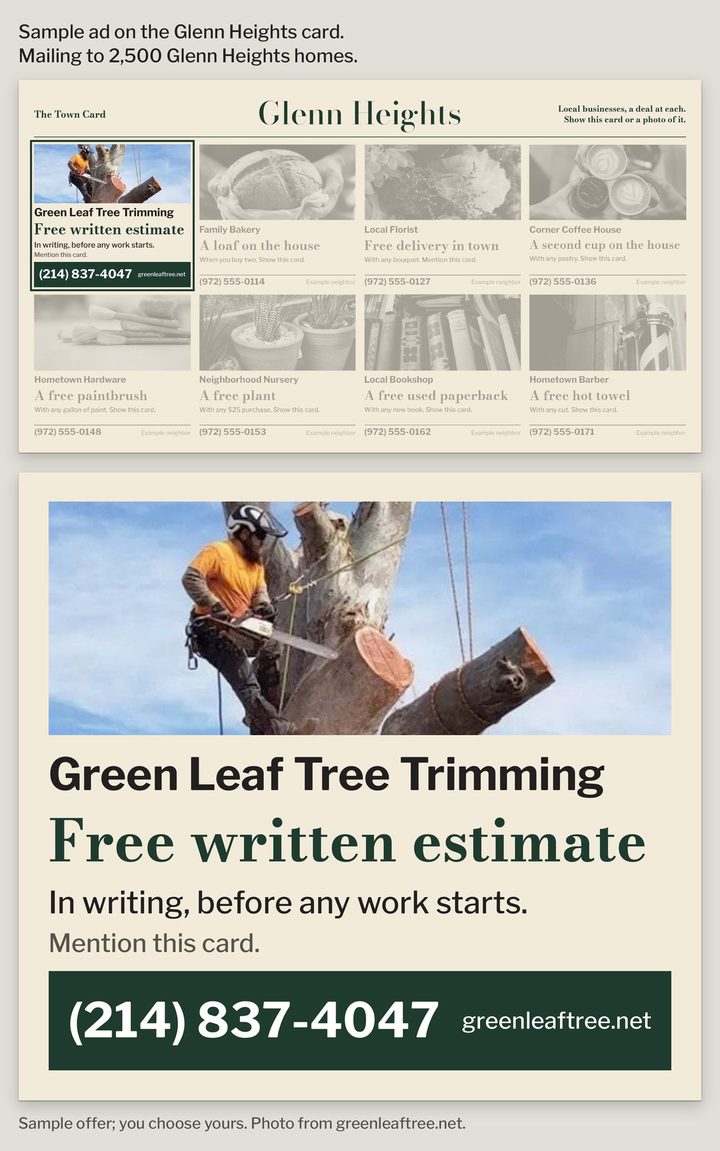 Sample ad on the Glenn Heights card.
Mailing to 2,500 Glenn Heights homes.
The Town Card
Glenn Heights
Local businesses, a deal at each.
Show this card or a photo of it.
Green Leaf Tree Trimming
Free written estimate
In writing, before any work starts.
Mention this card.
(214) 837-4047 greenleaftree.net
Family Bakery
A loaf on the house
When you buy two. Show this card.
(972) 555-0114 Example neighbor
Local Florist
Free delivery in town
With any bouquet. Mention this card.
(972) 555-0127 Example neighbor
Corner Coffee House
A second cup on the house
With any pastry. Show this card.
(972) 555-0136 Example neighbor
Hometown Hardware
A free paintbrush
With any gallon of paint. Show this card.
(972) 555-0148 Example neighbor
Neighborhood Nursery
A free plant
With any $25 purchase. Show this card.
(972) 555-0153 Example neighbor
Local Bookshop
A free used paperback
With any new book. Show this card.
(972) 555-0162 Example neighbor
Hometown Barber
A free hot towel
With any cut. Show this card.
(972) 555-0171 Example neighbor
Green Leaf Tree Trimming
Free written estimate
In writing, before any work starts.
Mention this card.
(214) 837-4047 greenleaftree.net
Sample offer; you choose yours. Photo from greenleaftree.net.